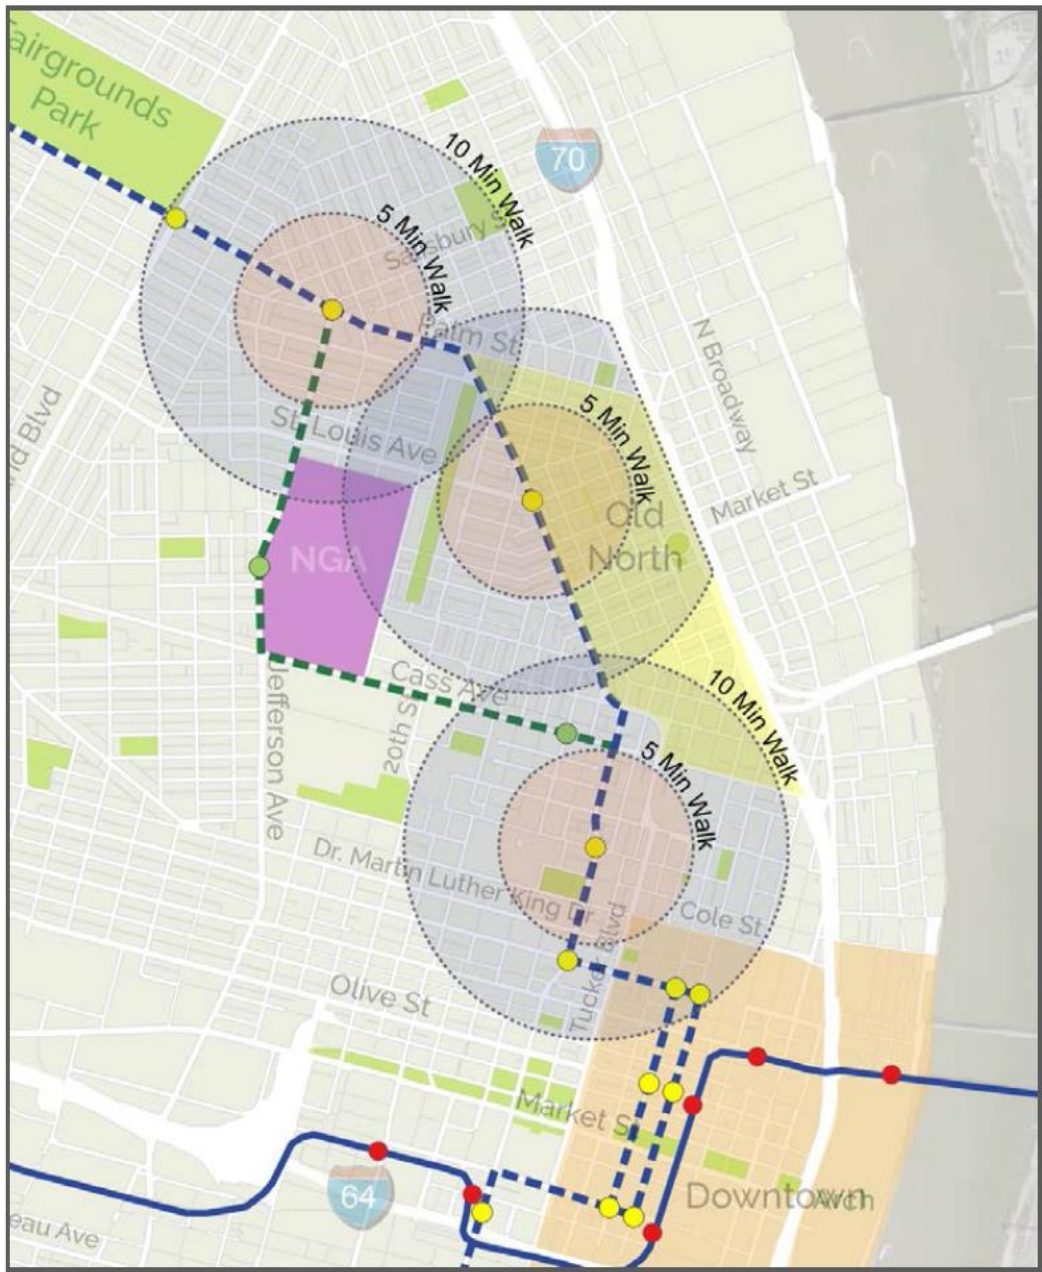 Fairgrounds
Park
10 Min Walk
70
5 Min Walk
Salisbury St
Palm St
N Broadway
St. Louis Ave
5 Min Walk
Market St
Old
North
NGA
Cass Ave
10 Min Walk
Jefferson Ave
20th St
5 Min Walk
Dr. Martin Luther King Dr
Cole St
Tucker Blvd
Olive St
Market S
Downtown
Arch
64
eau Ave
nd Blvd